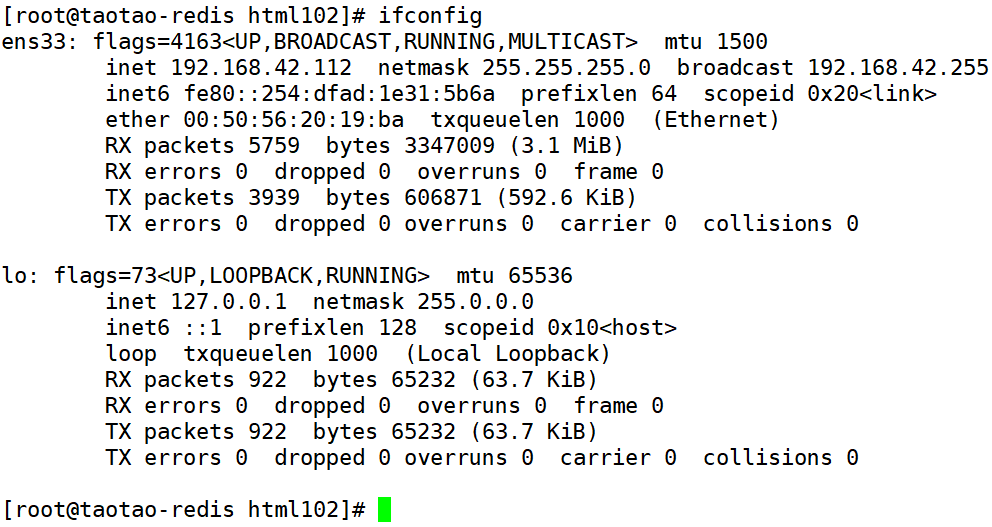 [root@taotao-redis html102]# ifconfig
ens33: flags=4163<UP,BROADCAST,RUNNING,MULTICAST>  mtu 1500
        inet 192.168.42.112  netmask 255.255.255.0  broadcast 192.168.42.255
        inet6 fe80::254:dfad:1e31:5b6a  prefixlen 64  scopeid 0x20<link>
        ether 00:50:56:20:19:ba  txqueuelen 1000  (Ethernet)
        RX packets 5759  bytes 3347009 (3.1 MiB)
        RX errors 0  dropped 0  overruns 0  frame 0
        TX packets 3939  bytes 606871 (592.6 KiB)
        TX errors 0  dropped 0 overruns 0  carrier 0  collisions 0

lo: flags=73<UP,LOOPBACK,RUNNING>  mtu 65536
        inet 127.0.0.1  netmask 255.0.0.0
        inet6 ::1  prefixlen 128  scopeid 0x10<host>
        loop  txqueuelen 1000  (Local Loopback)
        RX packets 922  bytes 65232 (63.7 KiB)
        RX errors 0  dropped 0  overruns 0  frame 0
        TX packets 922  bytes 65232 (63.7 KiB)
        TX errors 0  dropped 0 overruns 0  carrier 0  collisions 0

[root@taotao-redis html102]#